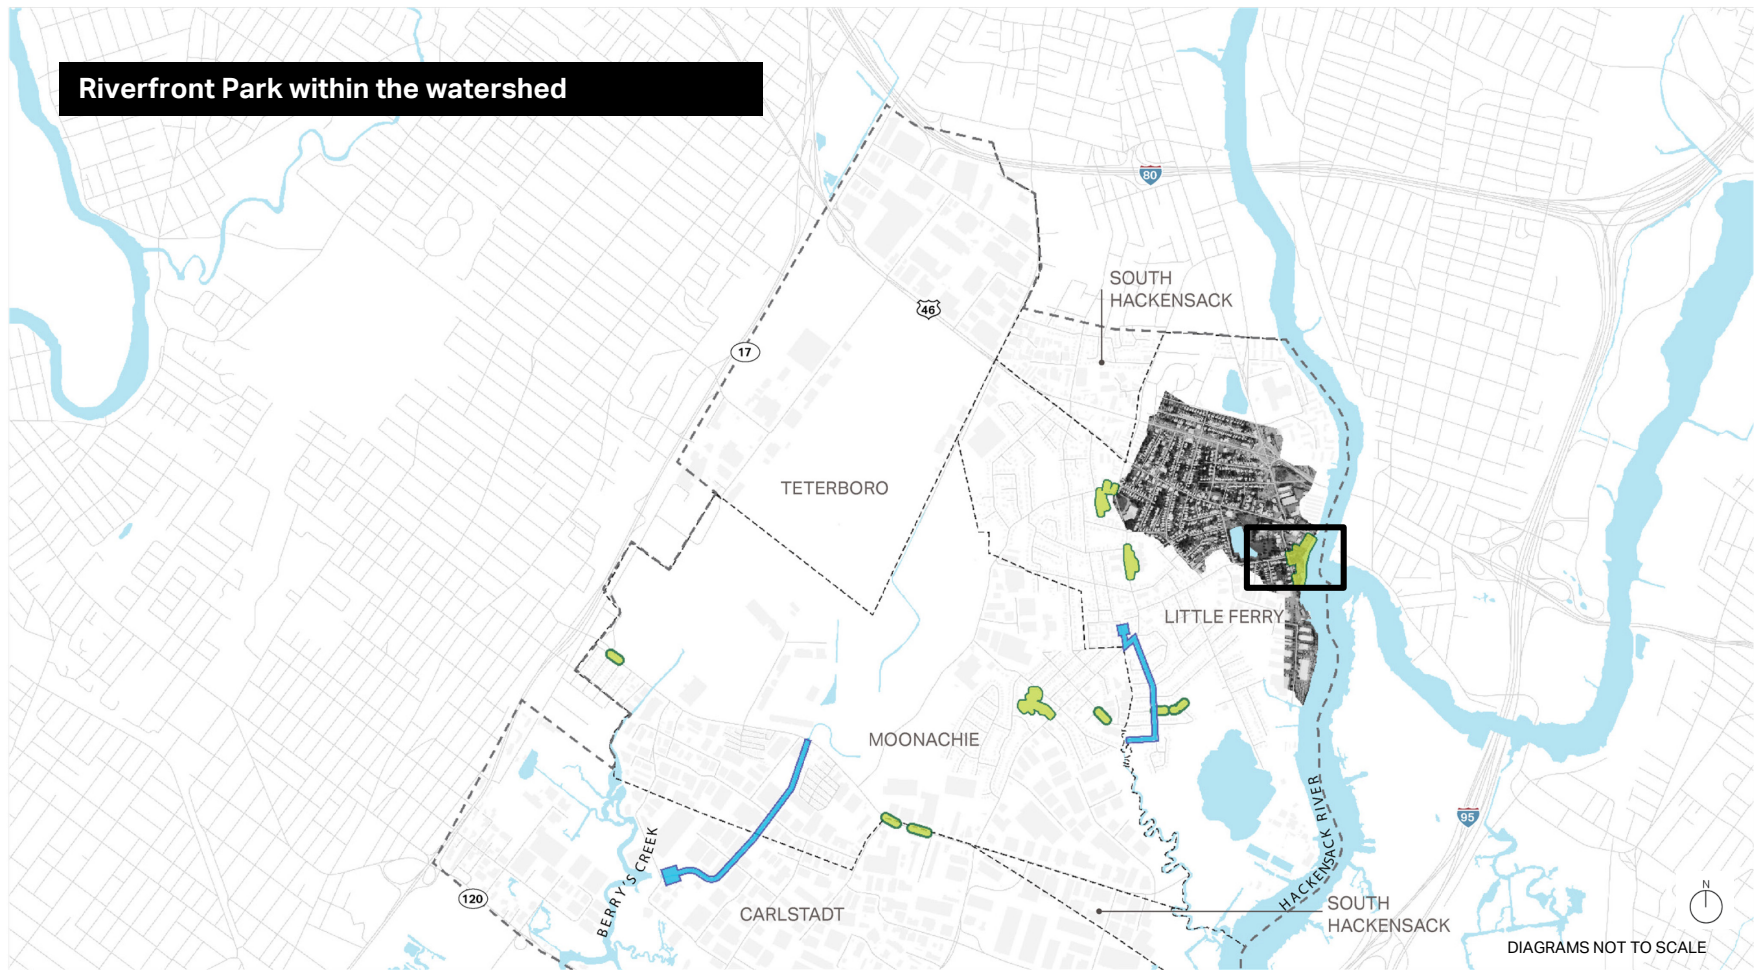 Riverfront Park within the watershed
80
SOUTH
HACKENSACK
46
17
TETERBORO
LITTLE FERRY
MOONACHIE
HACKENSACK RIVER
95
BERRY'S CREEK
N
120
CARLSTADT
SOUTH
HACKENSACK
DIAGRAMS NOT TO SCALE